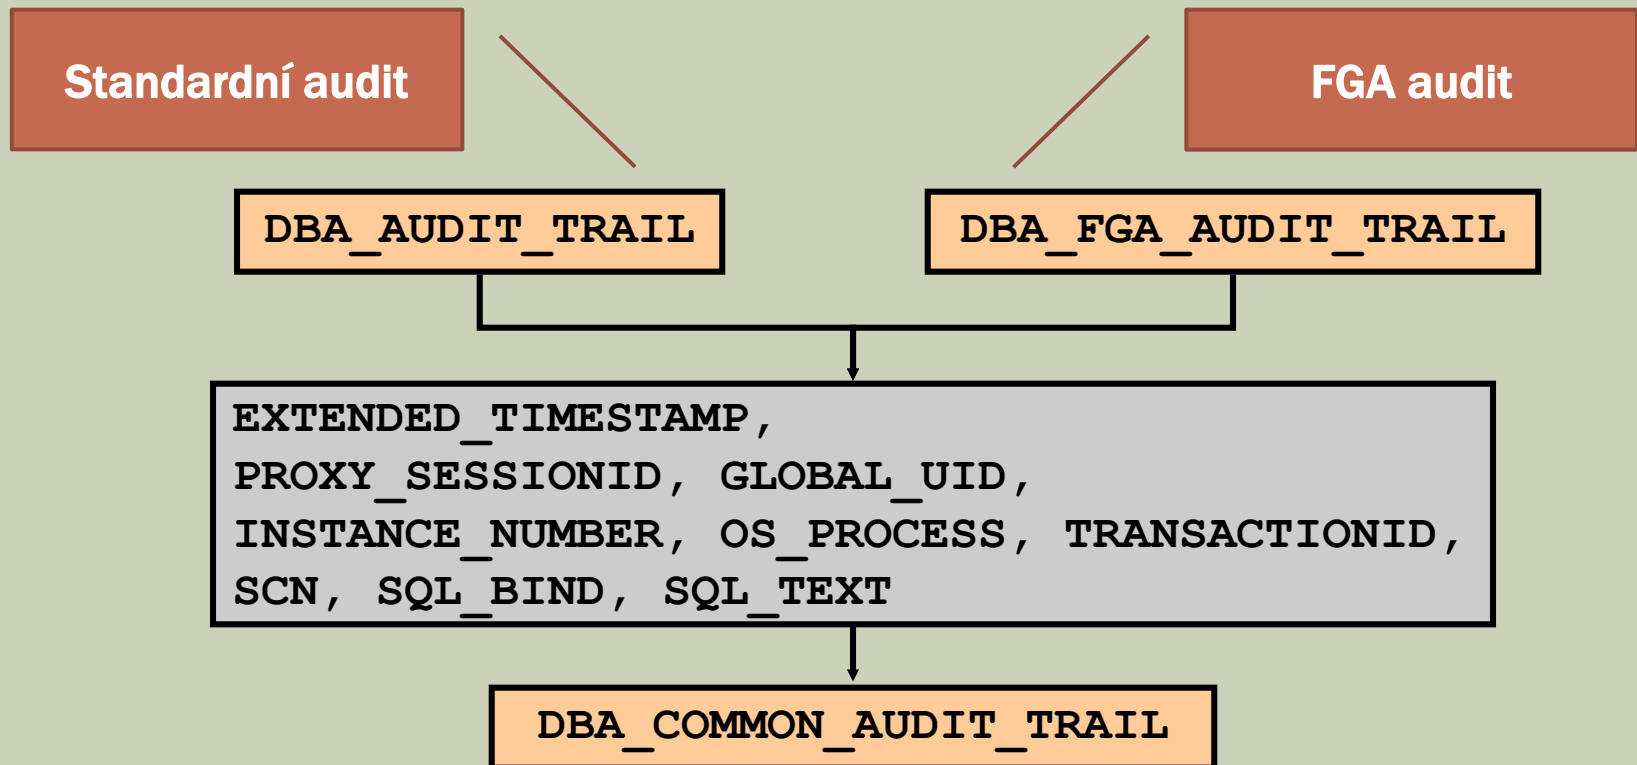 Standardní audit
FGA audit
DBA_AUDIT_TRAIL
DBA_FGA_AUDIT_TRAIL
EXTENDED_TIMESTAMP,
PROXY_SESSIONID, GLOBAL_UID,
INSTANCE_NUMBER, OS_PROCESS, TRANSACTIONID,
SCN, SQL_BIND, SQL_TEXT
DBA_COMMON_AUDIT_TRAIL